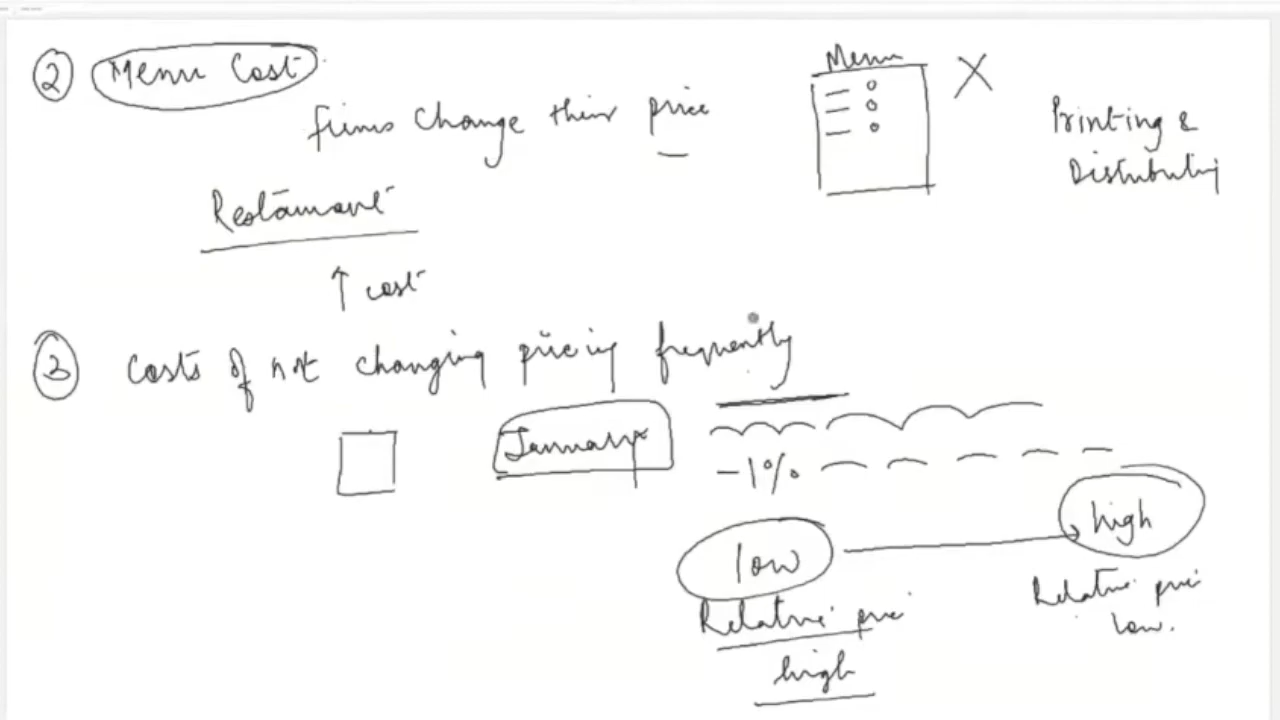 ② Menu Cost
firms change their price
Menu
Printing &
Distributing
Restaurant
↑ cost
③ Costs of not changing pricing frequently
January
-1%
low
high
Relative price
high
Relative price
low.